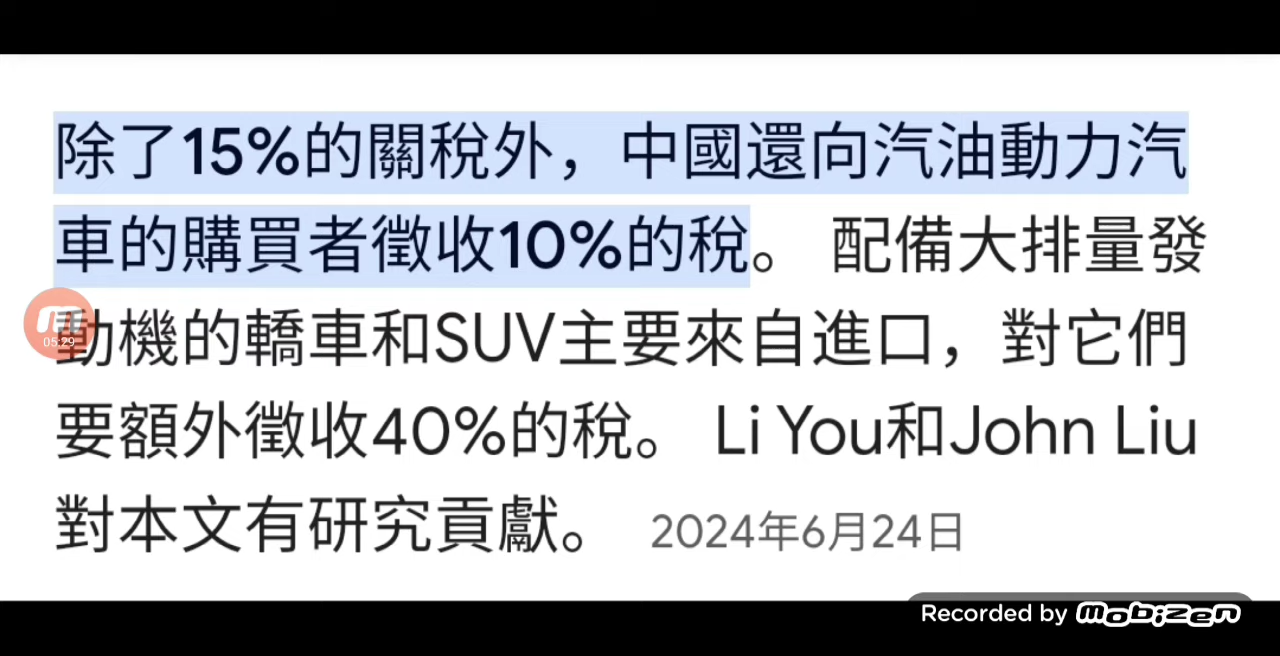 除了15%的關稅外，中國還向汽油動力汽
車的購買者徵收10%的稅。 配備大排量發
動機的轎車和SUV主要來自進口，對它們
05:29
要額外徵收40%的稅。 Li You和John Liu
對本文有研究貢獻。 2024年6月24日
Recorded by mobizen